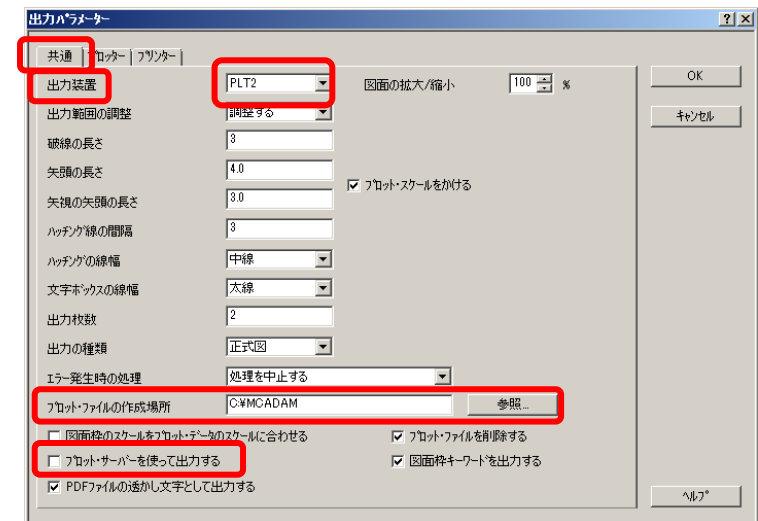 出力ﾊﾟﾗﾒｰﾀｰ
共通 ﾌﾟﾛｯﾀｰ ﾌﾟﾘﾝﾀｰ
出力装置 PLT2 図面の拡大/縮小 100 %
OK
出力範囲の調整 調整する
ｷｬﾝｾﾙ
破線の長さ 3
矢頭の長さ 4.0
ﾌﾟﾛｯﾄ･ｽｹｰﾙをかける
矢視の矢頭の長さ 3.0
ﾊｯﾁﾝｸﾞ線の間隔 3
ﾊｯﾁﾝｸﾞの線幅 中線
文字ﾎﾞｯｸｽの線幅 太線
出力枚数 2
出力の種類 正式図
ｴﾗｰ発生時の処理 処理を中止する
ﾌﾟﾛｯﾄ･ﾌｧｲﾙの作成場所 C:¥MCADAM 参照...
図面枠のｽｹｰﾙをﾌﾟﾛｯﾄ･ﾃﾞｰﾀのｽｹｰﾙに合わせる ﾌﾟﾛｯﾄ･ﾌｧｲﾙを削除する
ﾌﾟﾛｯﾄ･ｻｰﾊﾞｰを使って出力する 図面枠ｷｰﾜｰﾄﾞを出力する
PDFﾌｧｲﾙの透かし文字として出力する
ﾍﾙﾌﾟ